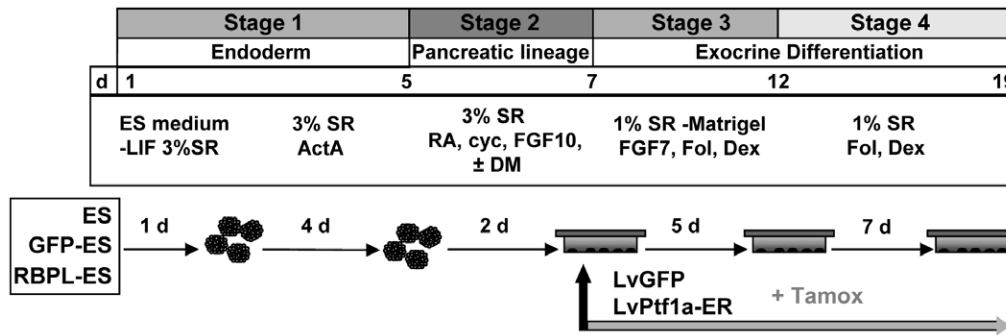 Stage 1 Stage 2 Stage 3 Stage 4
Endoderm Pancreatic lineage Exocrine Differentiation
d 1 5 7 12 19
ES medium
-LIF 3%SR
3% SR
ActA
3% SR
RA, cyc, FGF10,
± DM
1% SR -Matrigel
FGF7, Fol, Dex
1% SR
Fol, Dex
ES
GFP-ES
RBPL-ES
1 d 4 d 2 d 5 d 7 d
LvGFP
LvPtf1a-ER
+ Tamox